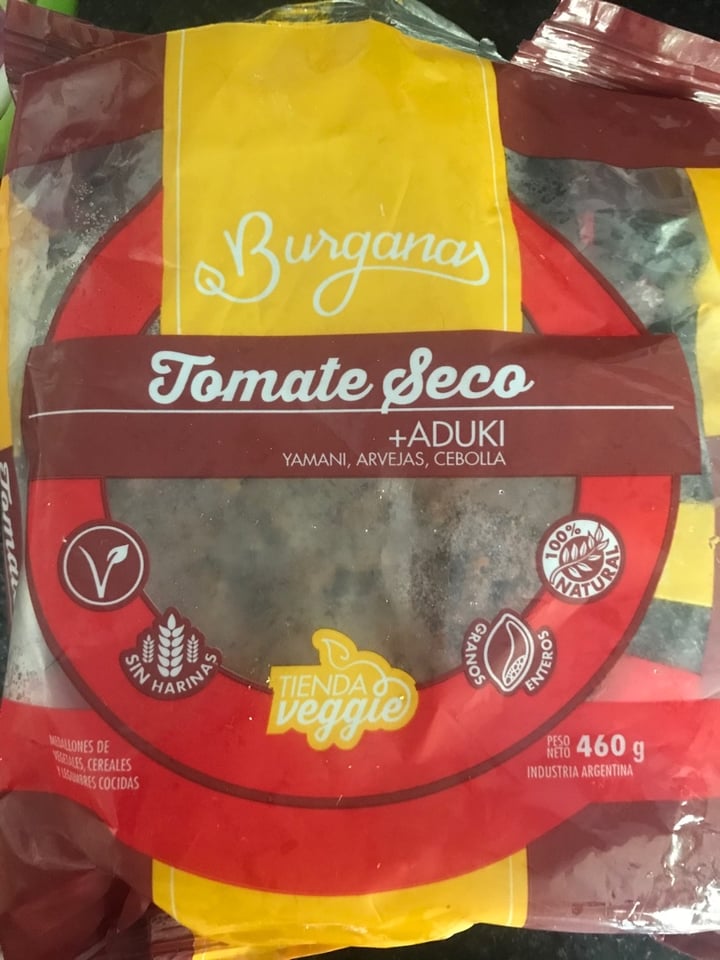 Burganas
Tomate Seco
+ADUKI
YAMANI, ARVEJAS, CEBOLLA
100%
NATURAL
SIN HARINAS
GRANOS
ENTEROS
TIENDA
veggie
MEDALLONES DE
VEGETALES, CEREALES
Y LEGUMBRES COCIDAS
PESO
NETO 460 g
INDUSTRIA ARGENTINA